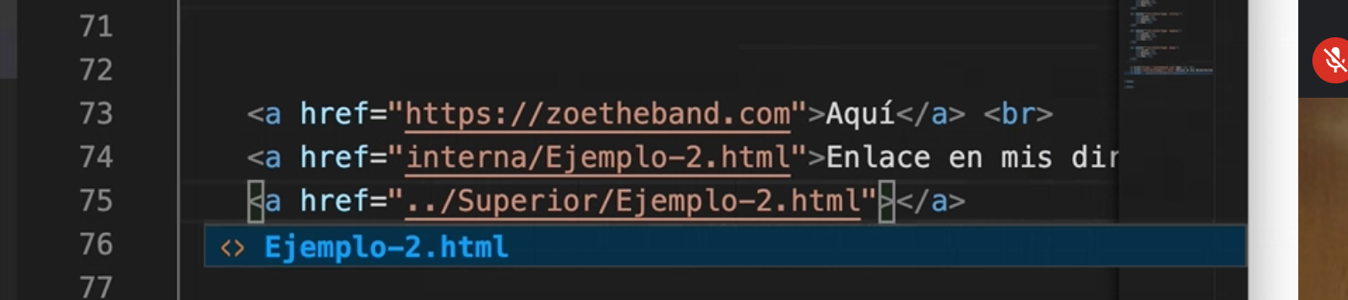 71
72
73 <a href="https://zoetheband.com">Aquí</a> <br>
74 <a href="interna/Ejemplo-2.html">Enlace en mis dir
75 <a href="../Superior/Ejemplo-2.html"></a>
76 <> Ejemplo-2.html
77